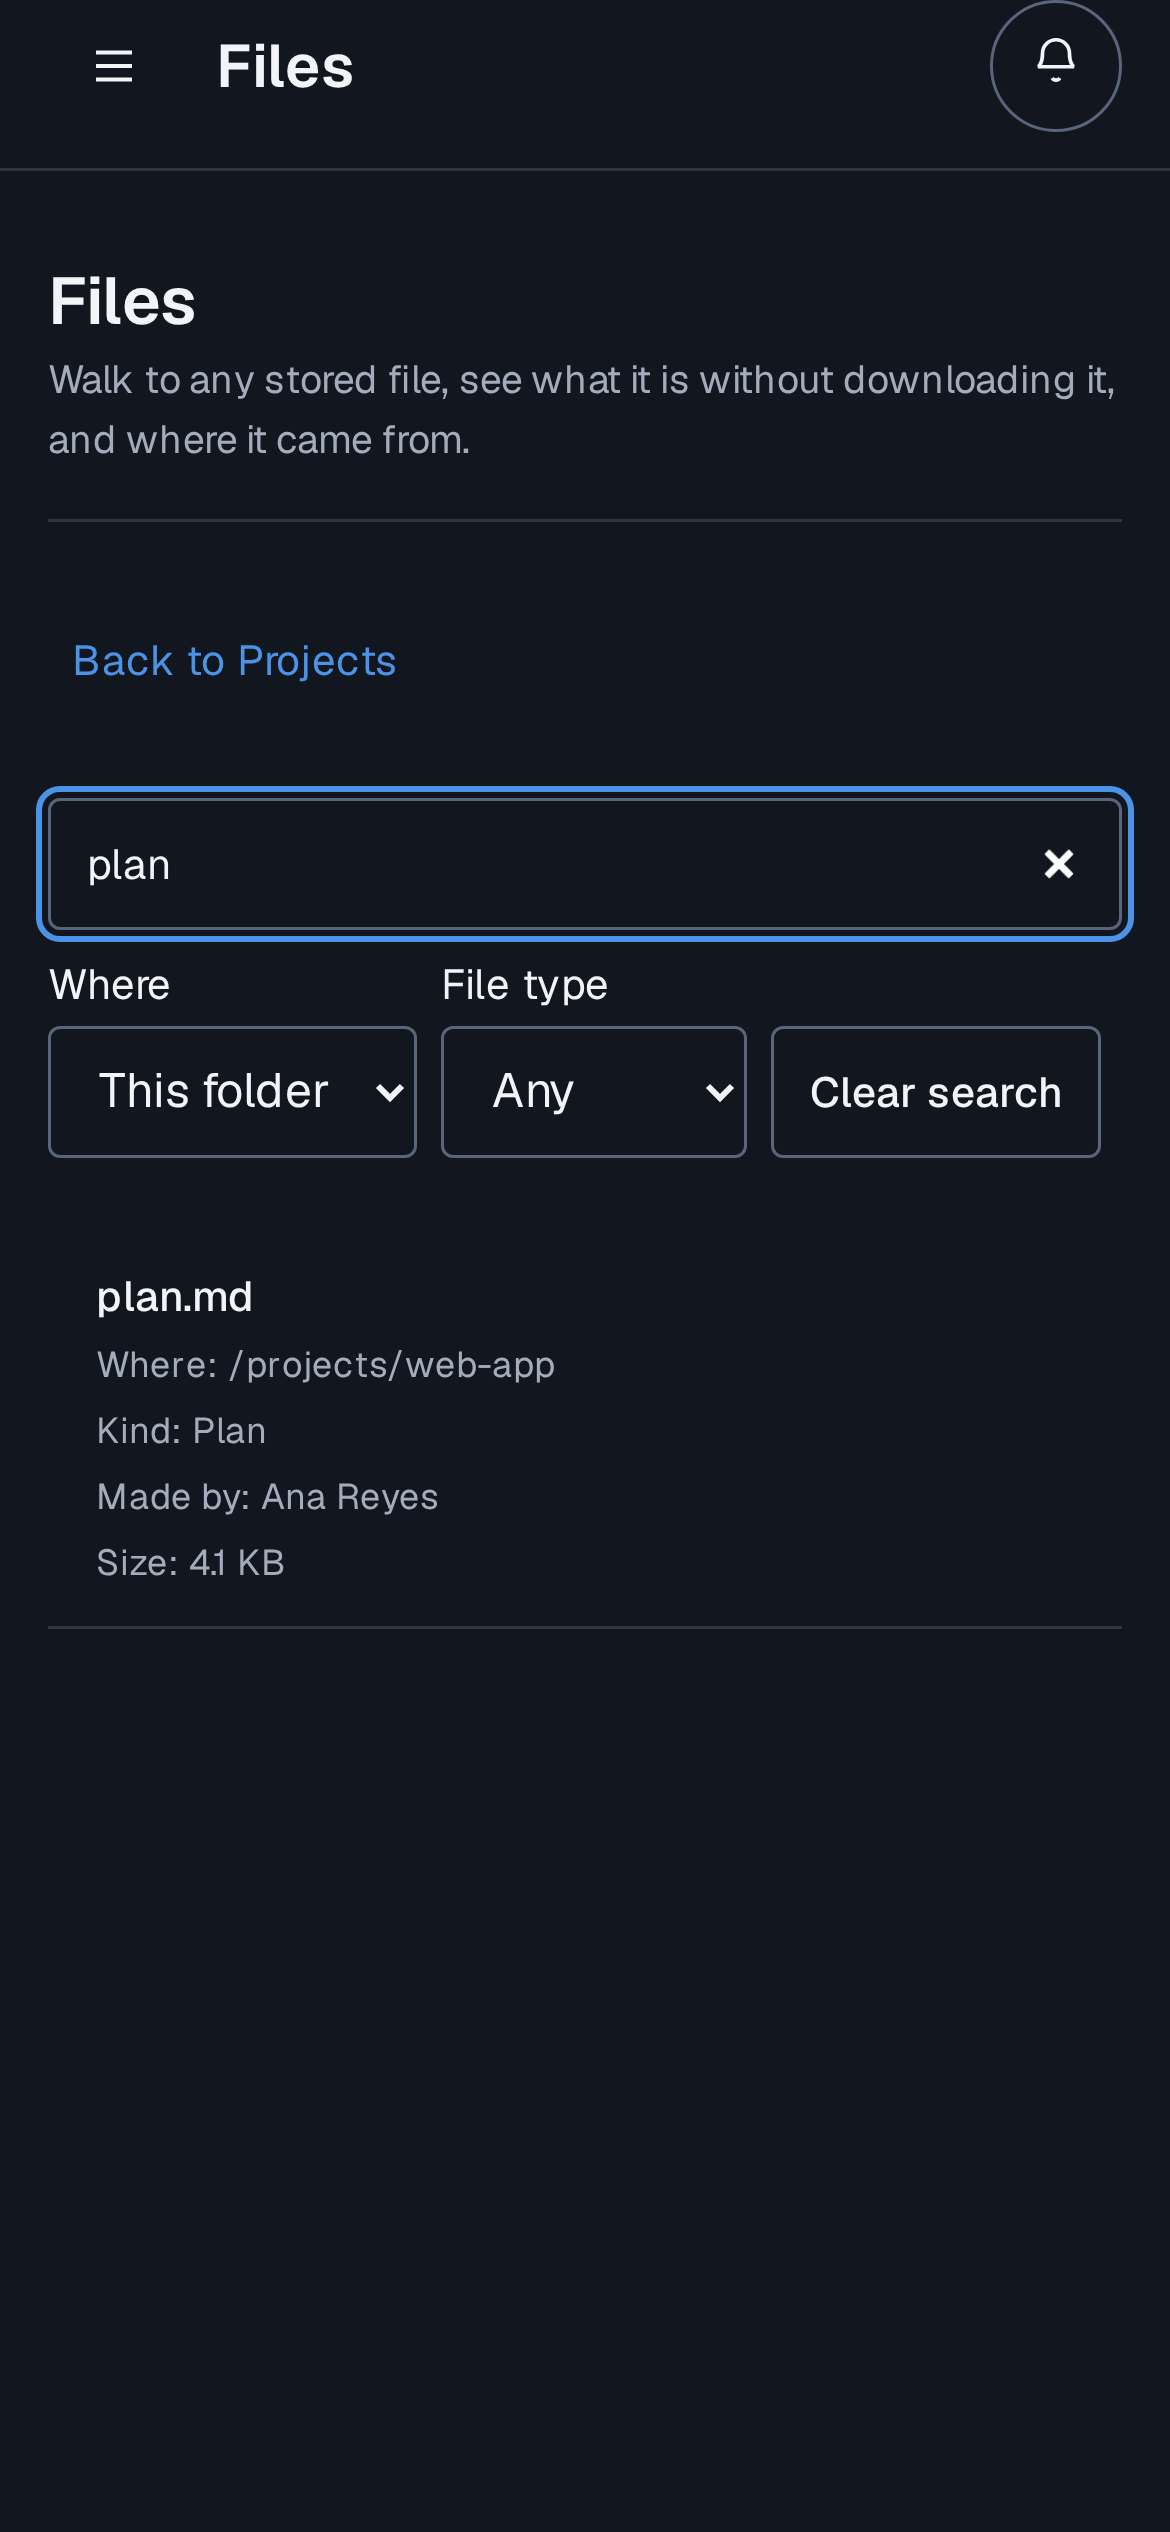 Files
Files
Walk to any stored file, see what it is without downloading it,
and where it came from.
Back to Projects
plan
Where
File type
This folder
Any
Clear search
plan.md
Where: /projects/web-app
Kind: Plan
Made by: Ana Reyes
Size: 4.1 KB